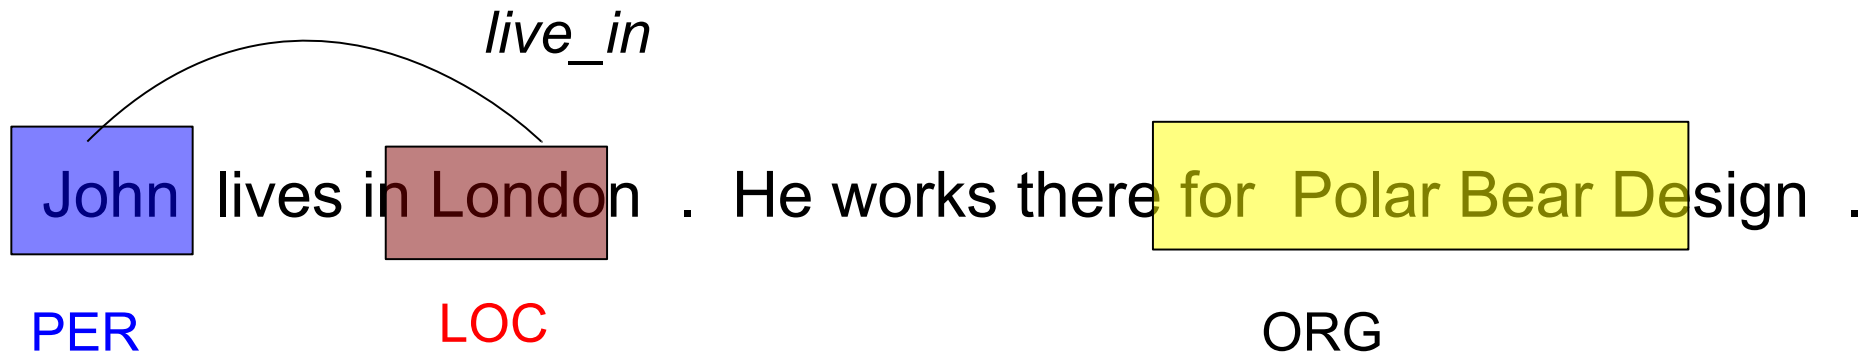 live_in
John lives in London . He works there for Polar Bear Design .
PER LOC ORG